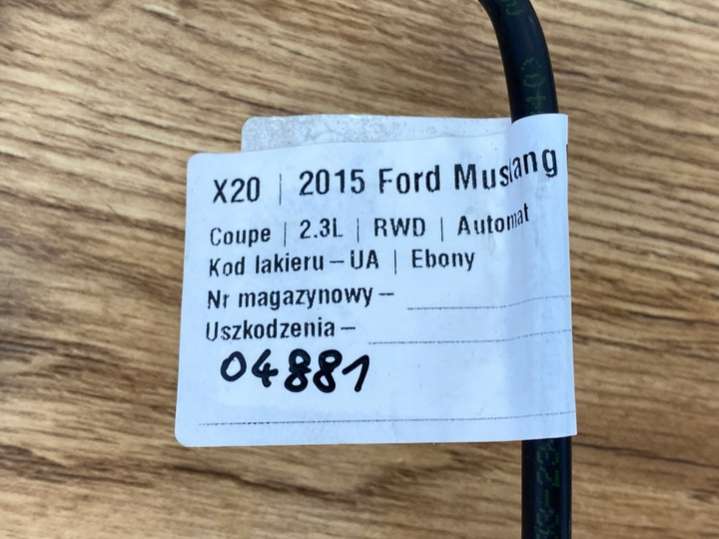 X20 | 2015 Ford Mustang
Coupe | 2.3L | RWD | Automat
Kod lakieru – UA | Ebony
Nr magazynowy –
Uszkodzenia –
04881